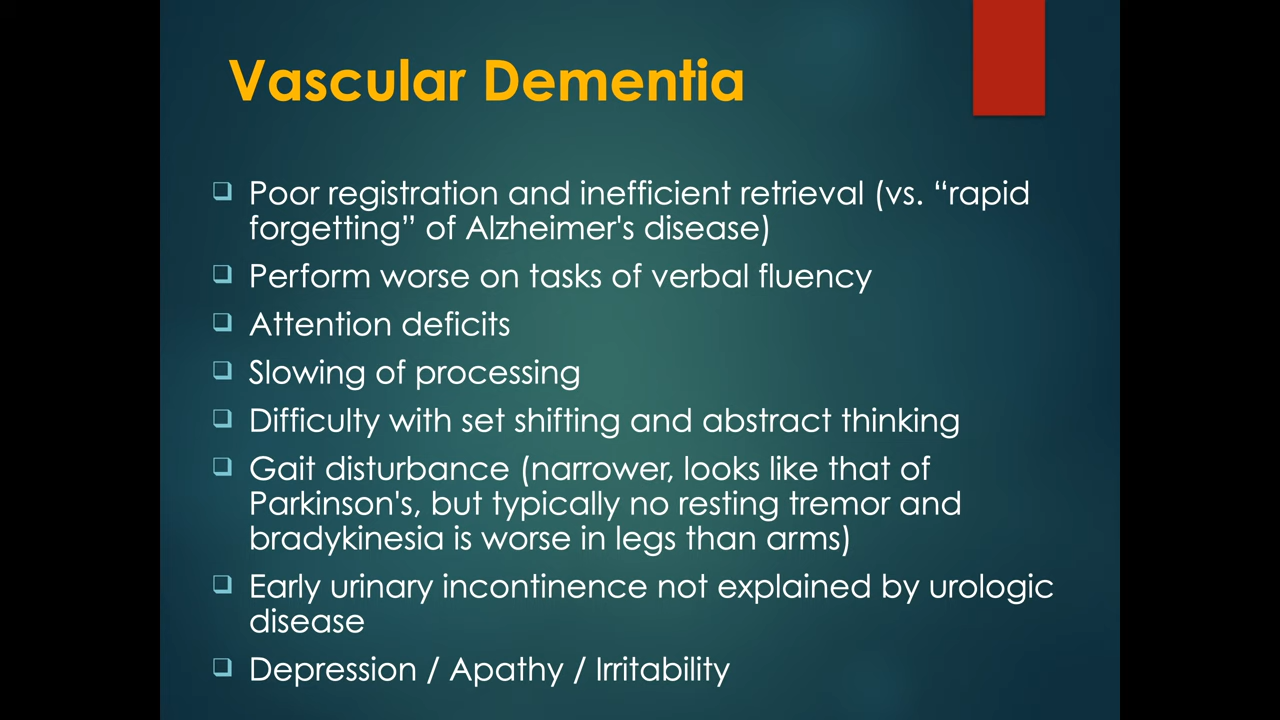 Vascular Dementia
Poor registration and inefficient retrieval (vs. “rapid
forgetting” of Alzheimer's disease)
Perform worse on tasks of verbal fluency
Attention deficits
Slowing of processing
Difficulty with set shifting and abstract thinking
Gait disturbance (narrower, looks like that of
Parkinson's, but typically no resting tremor and
bradykinesia is worse in legs than arms)
Early urinary incontinence not explained by urologic
disease
Depression / Apathy / Irritability